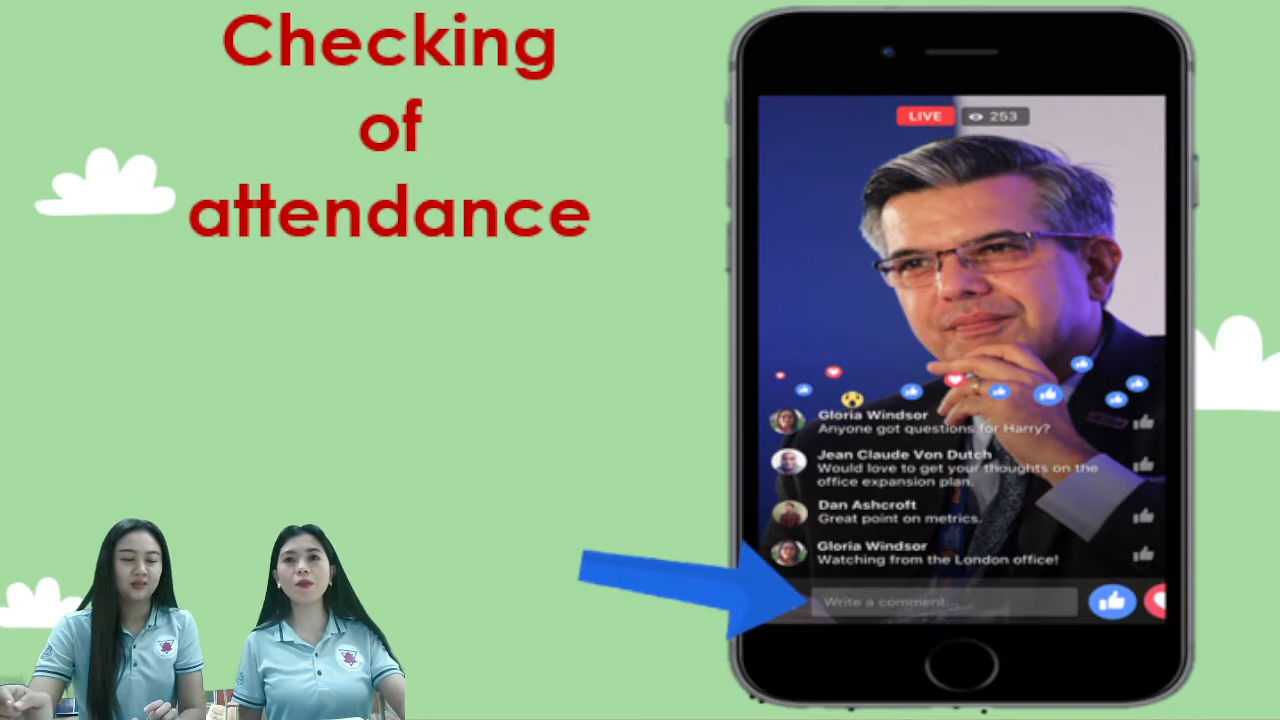 Checking
of
attendance
LIVE 253
Gloria Windsor
Anyone got questions for Harry?
Jean Claude Von Dutch
Would love to get your thoughts on the
office expansion plan.
Dan Ashcroft
Great point on metrics.
Gloria Windsor
Watching from the London office!
Write a comment.